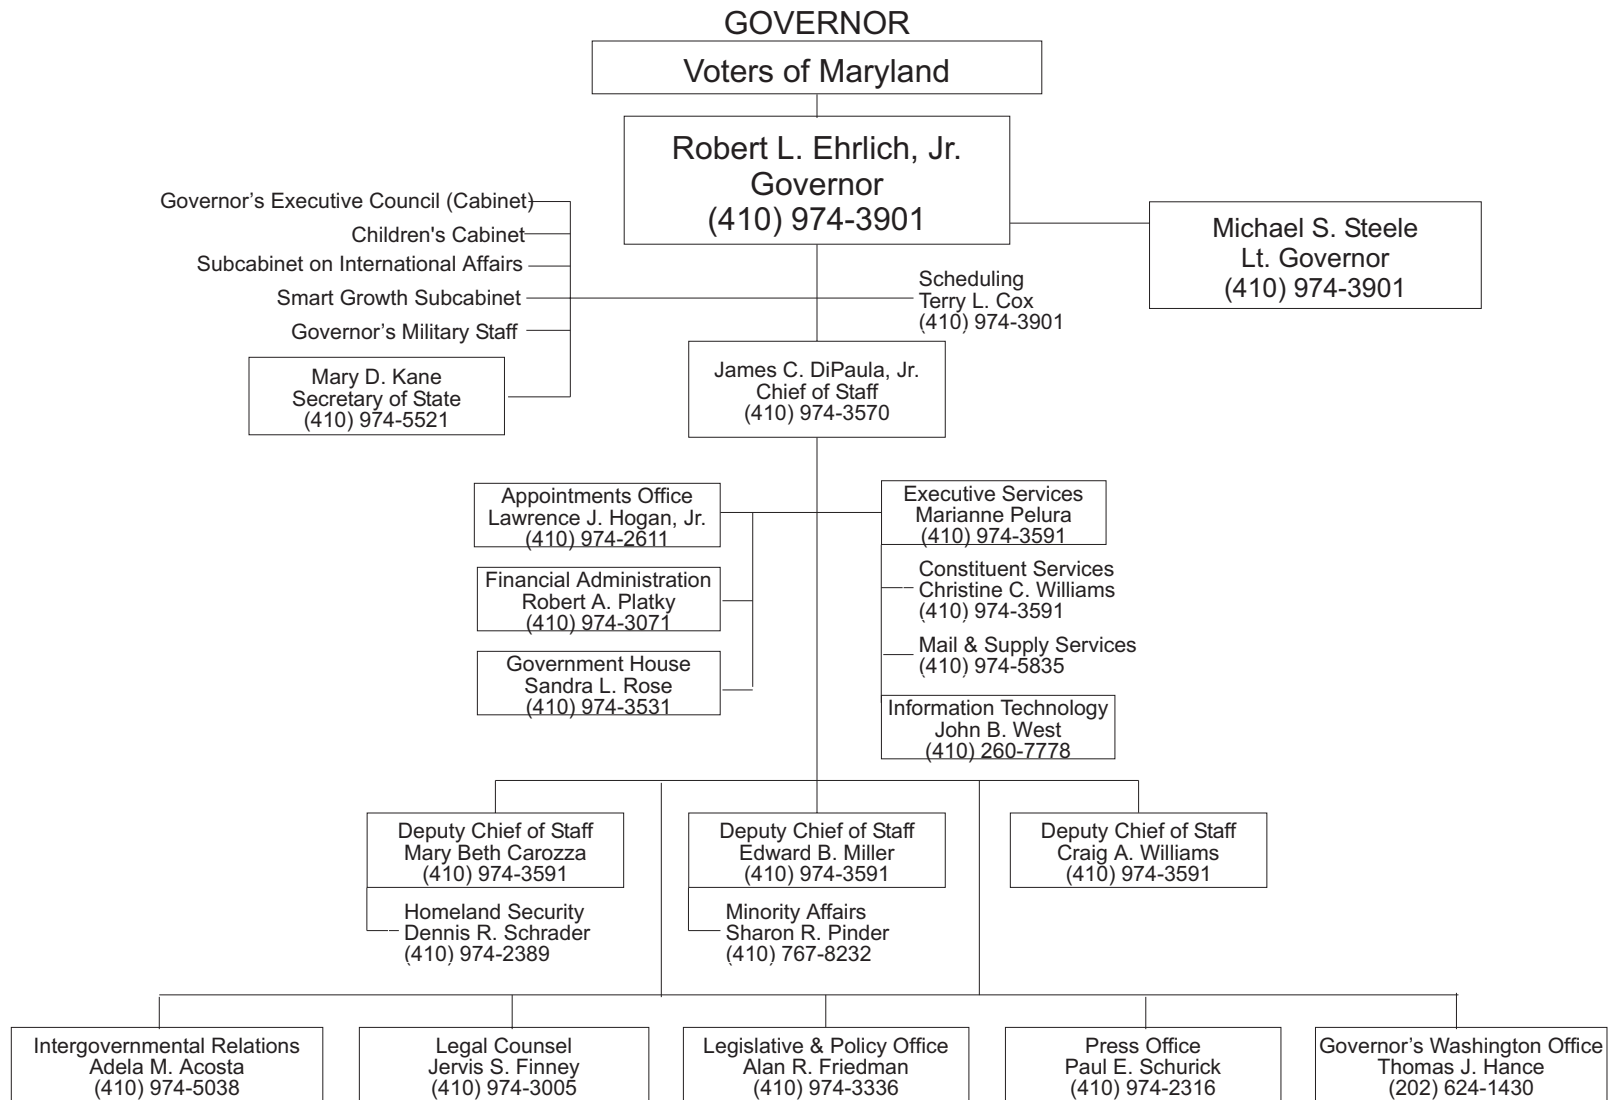 GOVERNOR
Voters of Maryland
Robert L. Ehrlich, Jr.
Governor
(410) 974-3901
Governor’s Executive Council (Cabinet)
Children's Cabinet
Subcabinet on International Affairs
Smart Growth Subcabinet
Governor’s Military Staff
Mary D. Kane
Secretary of State
(410) 974-5521
Michael S. Steele
Lt. Governor
(410) 974-3901
Scheduling
Terry L. Cox
(410) 974-3901
James C. DiPaula, Jr.
Chief of Staff
(410) 974-3570
Appointments Office
Lawrence J. Hogan, Jr.
(410) 974-2611
Financial Administration
Robert A. Platky
(410) 974-3071
Government House
Sandra L. Rose
(410) 974-3531
Executive Services
Marianne Pelura
(410) 974-3591
Constituent Services
Christine C. Williams
(410) 974-3591
Mail & Supply Services
(410) 974-5835
Information Technology
John B. West
(410) 260-7778
Deputy Chief of Staff
Mary Beth Carozza
(410) 974-3591
Homeland Security
Dennis R. Schrader
(410) 974-2389
Deputy Chief of Staff
Edward B. Miller
(410) 974-3591
Minority Affairs
Sharon R. Pinder
(410) 767-8232
Deputy Chief of Staff
Craig A. Williams
(410) 974-3591
Intergovernmental Relations
Adela M. Acosta
(410) 974-5038
Legal Counsel
Jervis S. Finney
(410) 974-3005
Legislative & Policy Office
Alan R. Friedman
(410) 974-3336
Press Office
Paul E. Schurick
(410) 974-2316
Governor’s Washington Office
Thomas J. Hance
(202) 624-1430